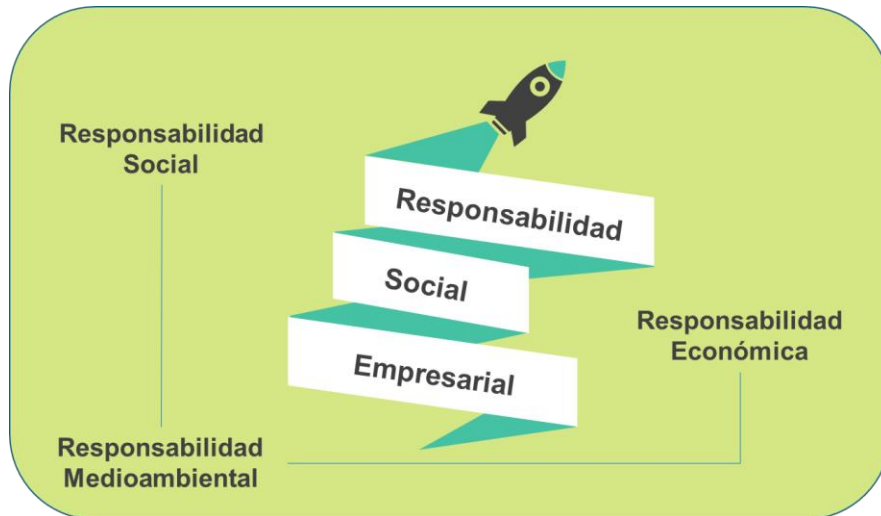 Responsabilidad
Social
Responsabilidad
Social
Empresarial
Responsabilidad
Económica
Responsabilidad
Medioambiental